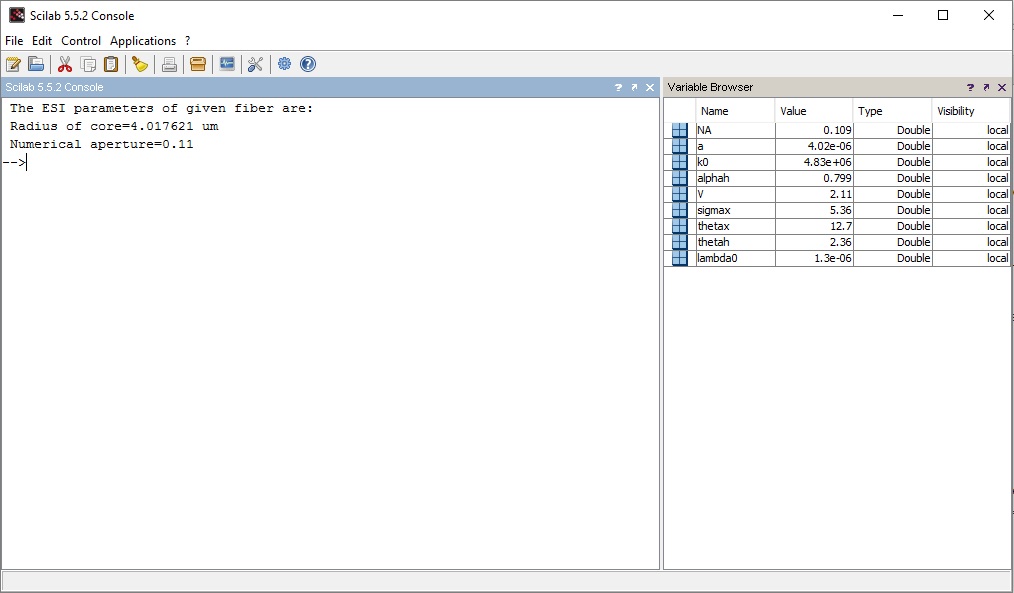 Scilab 5.5.2 Console
File Edit Control Applications ?
Scilab 5.5.2 Console ?
The ESI parameters of given fiber are:
Radius of core=4.017621 um
Numerical aperture=0.11
-->
Variable Browser ?
Name Value Type Visibility
NA 0.109 Double local
a 4.02e-06 Double local
k0 4.83e+06 Double local
alphah 0.799 Double local
V 2.11 Double local
sigmax 5.36 Double local
thetax 12.7 Double local
thetah 2.36 Double local
lambda0 1.3e-06 Double local